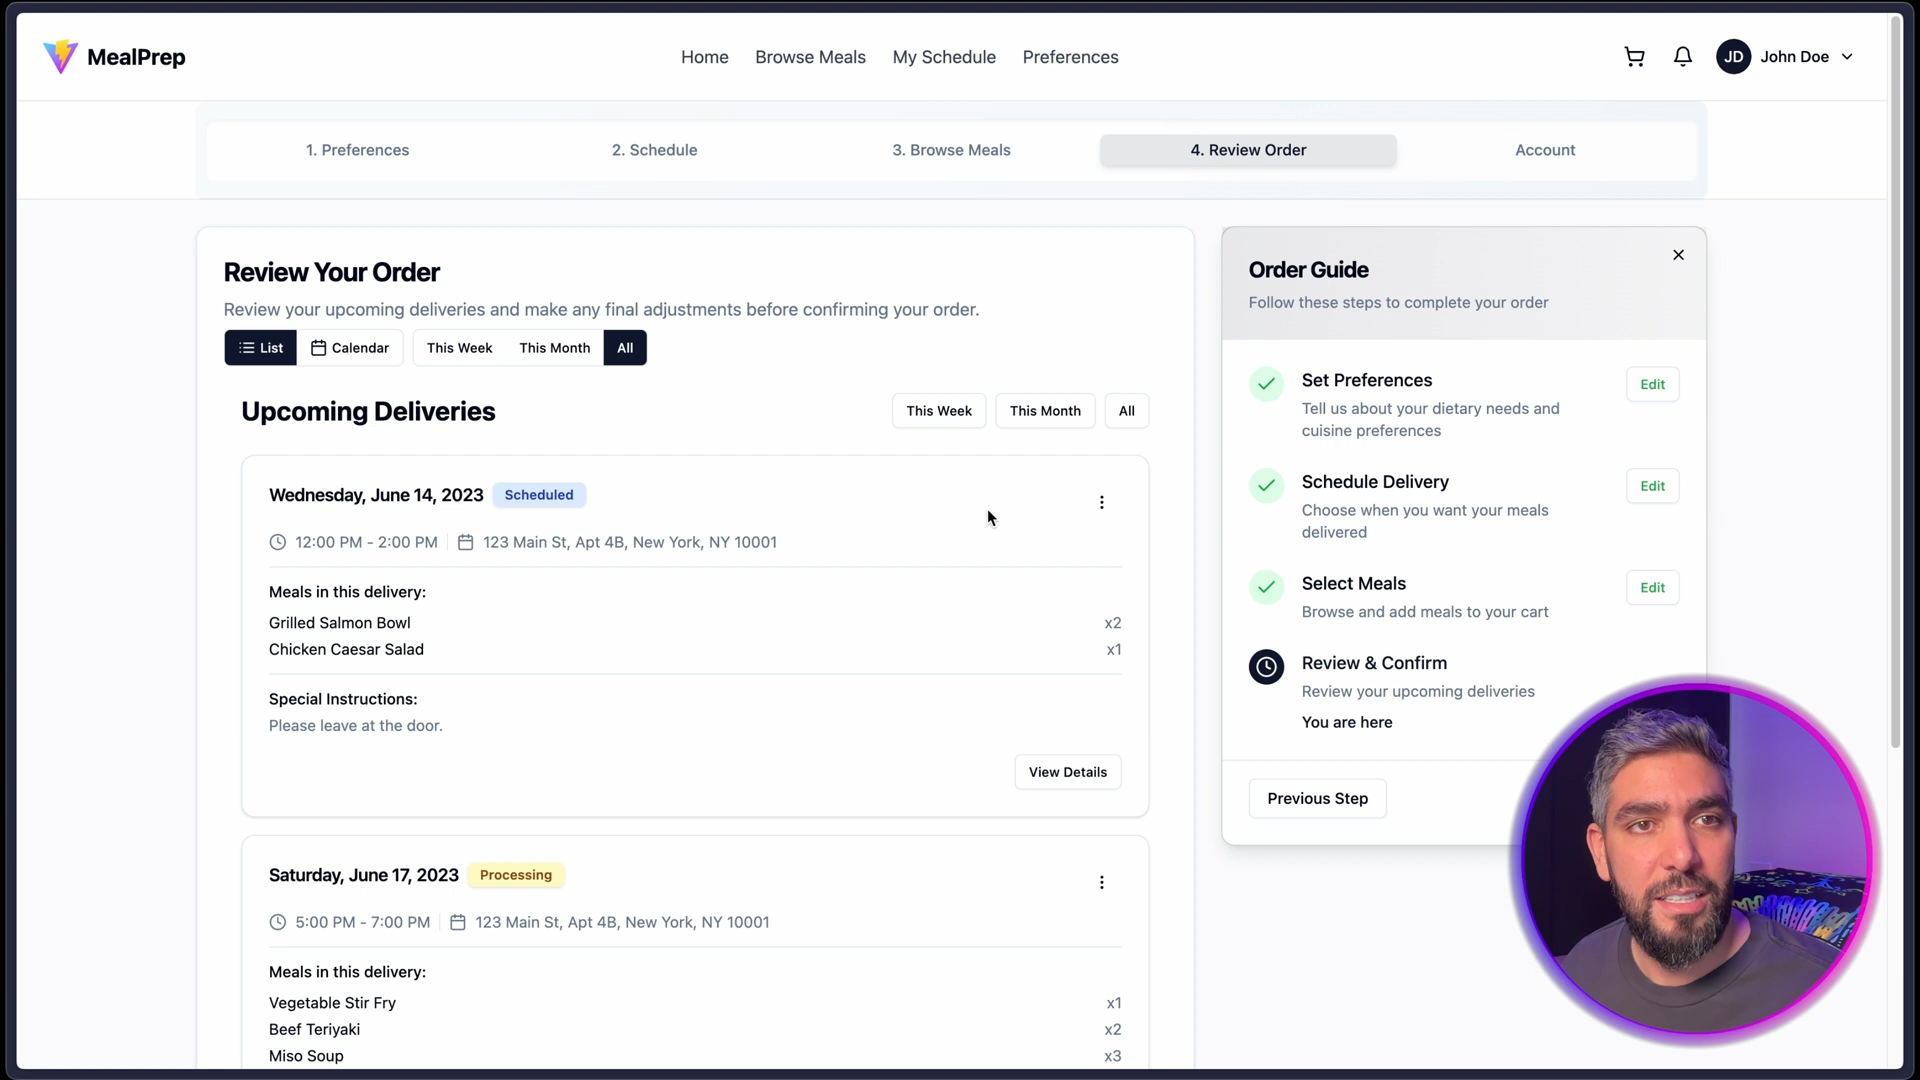 MealPrep
Home
Browse Meals
My Schedule
Preferences
JD
John Doe
1. Preferences
2. Schedule
3. Browse Meals
4. Review Order
Account
Review Your Order
Review your upcoming deliveries and make any final adjustments before confirming your order.
List
Calendar
This Week
This Month
All
Upcoming Deliveries
This Week
This Month
All
Wednesday, June 14, 2023
Scheduled
12:00 PM - 2:00 PM
123 Main St, Apt 4B, New York, NY 10001
Meals in this delivery:
Grilled Salmon Bowl
x2
Chicken Caesar Salad
x1
Special Instructions:
Please leave at the door.
View Details
Saturday, June 17, 2023
Processing
5:00 PM - 7:00 PM
123 Main St, Apt 4B, New York, NY 10001
Meals in this delivery:
Vegetable Stir Fry
x1
Beef Teriyaki
x2
Miso Soup
x3
Order Guide
Follow these steps to complete your order
Set Preferences
Edit
Tell us about your dietary needs and
cuisine preferences
Schedule Delivery
Edit
Choose when you want your meals
delivered
Select Meals
Edit
Browse and add meals to your cart
Review & Confirm
Review your upcoming deliveries
You are here
Previous Step